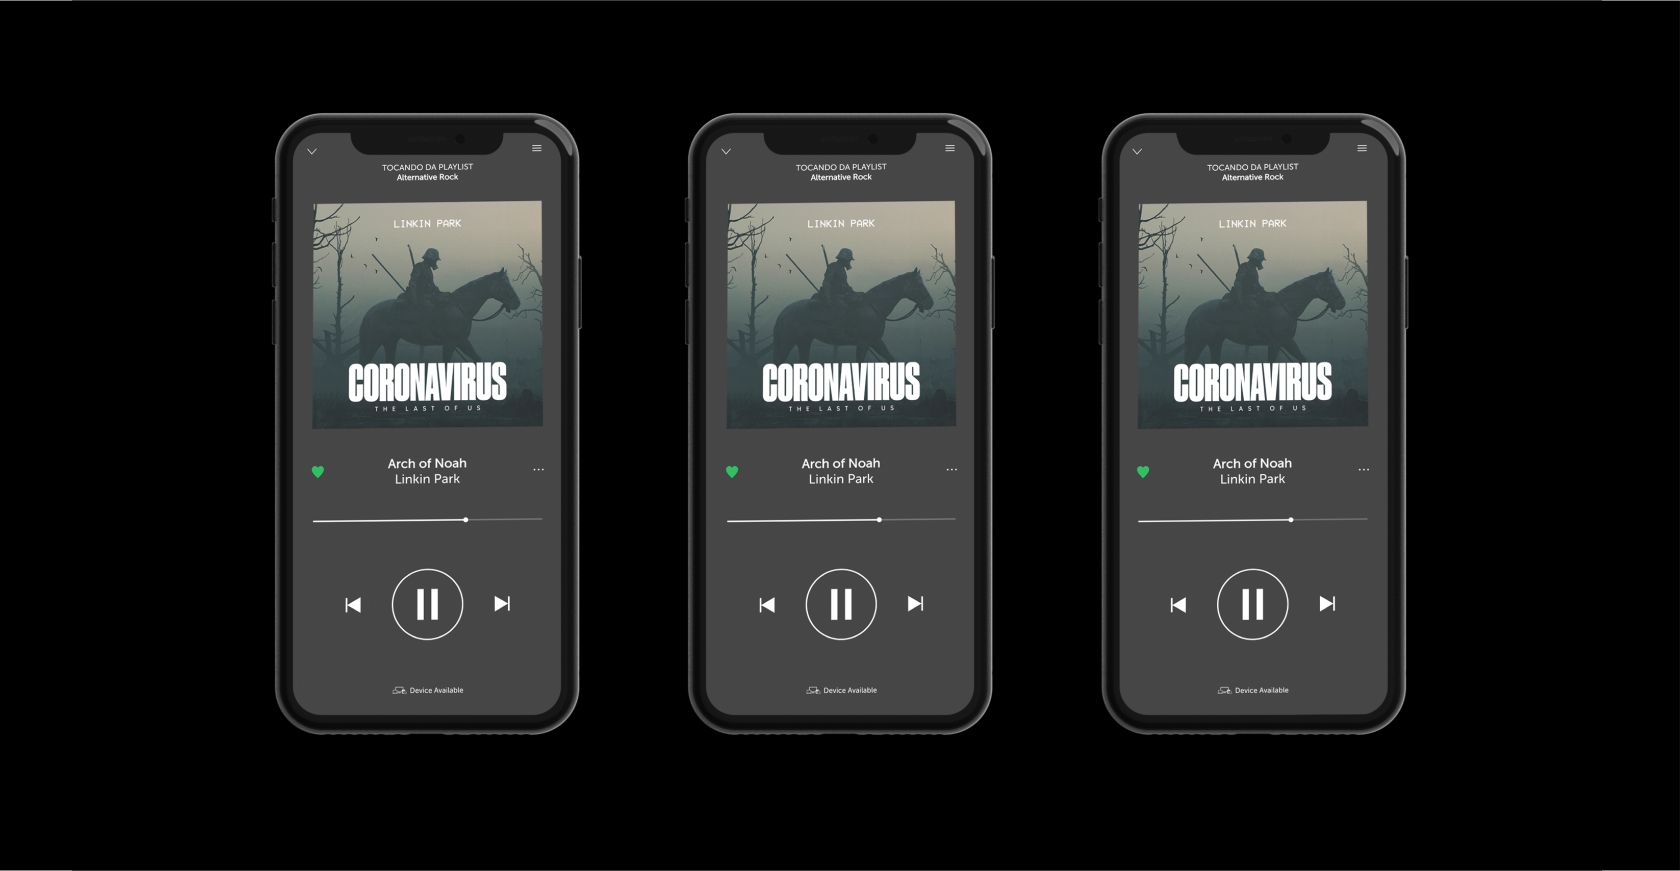 TOCANDO DA PLAYLIST
Alternative Rock
LINKIN PARK
CORONAVIRUS
THE LAST OF US
Arch of Noah
Linkin Park
Device Available
TOCANDO DA PLAYLIST
Alternative Rock
LINKIN PARK
CORONAVIRUS
THE LAST OF US
Arch of Noah
Linkin Park
Device Available
TOCANDO DA PLAYLIST
Alternative Rock
LINKIN PARK
CORONAVIRUS
THE LAST OF US
Arch of Noah
Linkin Park
Device Available